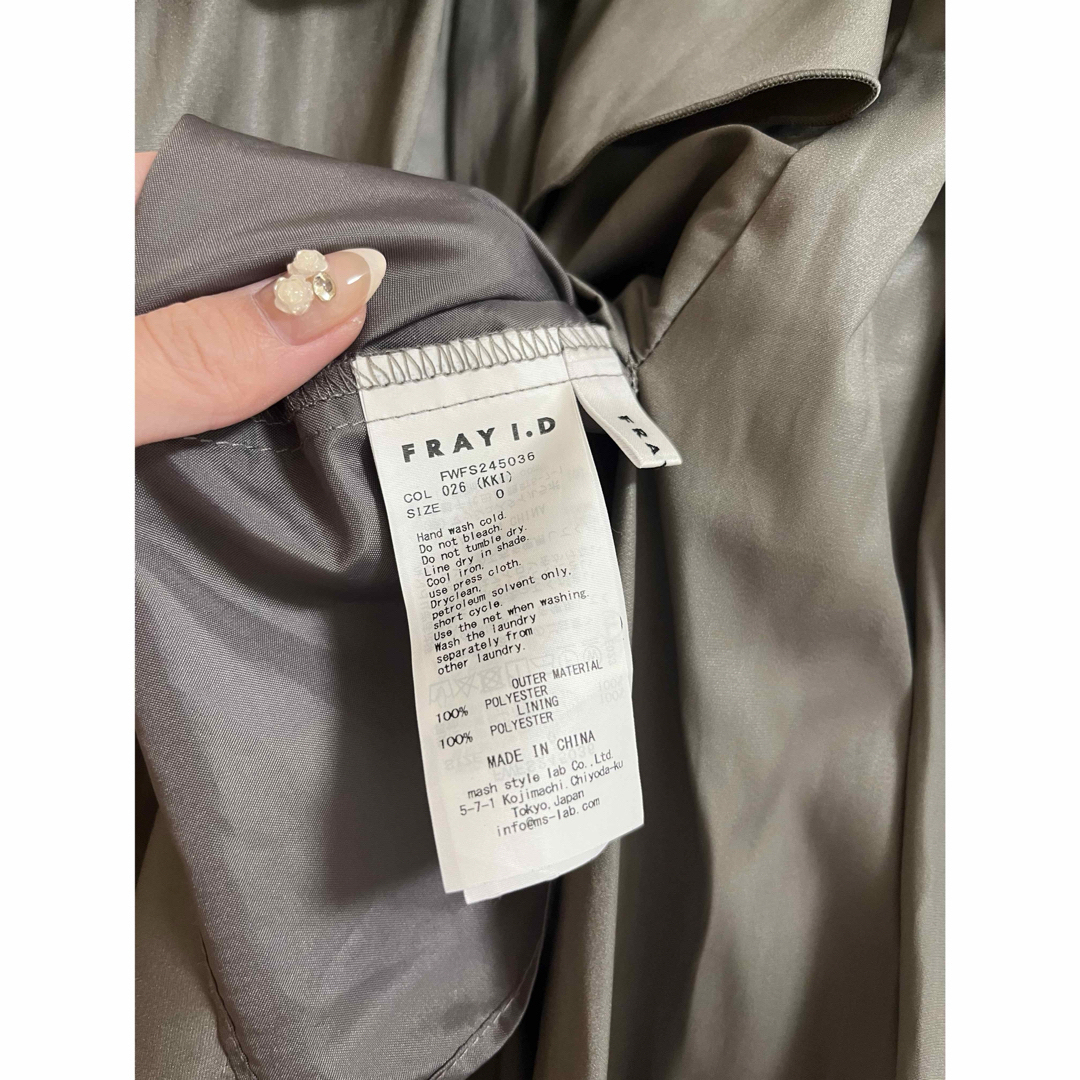 FRAY I.D
FWFS245036
COL 026 (KKI)
SIZE 0
Hand wash cold.
Do not bleach.
Do not tumble dry.
Line dry in shade.
Cool iron.
use press cloth.
Dryclean,
petroleum solvent only,
short cycle.
Use the net when washing.
Wash the laundry
separately from
other laundry.
OUTER MATERIAL
100% POLYESTER
LINING
100% POLYESTER
MADE IN CHINA
mash style lab Co.,Ltd.
5-7-1 Kojimachi,Chiyoda-ku
Tokyo,Japan
info@ms-lab.com
FRA